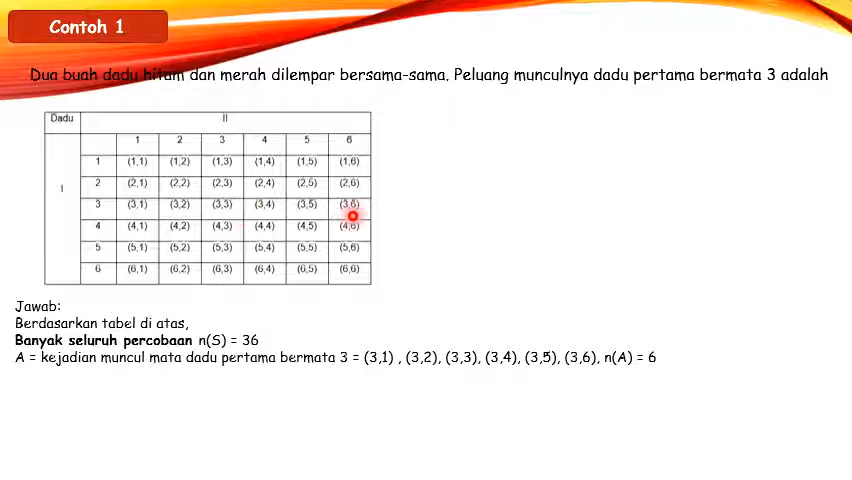 Contoh 1
Dua buah dadu hitam dan merah dilempar bersama-sama. Peluang munculnya dadu pertama bermata 3 adalah
Dadu II
1 2 3 4 5 6
1 (1,1) (1,2) (1,3) (1,4) (1,5) (1,6)
I 2 (2,1) (2,2) (2,3) (2,4) (2,5) (2,6)
3 (3,1) (3,2) (3,3) (3,4) (3,5) (3,6)
4 (4,1) (4,2) (4,3) (4,4) (4,5) (4,6)
5 (5,1) (5,2) (5,3) (5,4) (5,5) (5,6)
6 (6,1) (6,2) (6,3) (6,4) (6,5) (6,6)
Jawab:
Berdasarkan tabel di atas,
Banyak seluruh percobaan n(S) = 36
A = kejadian muncul mata dadu pertama bermata 3 = (3,1) , (3,2), (3,3), (3,4), (3,5), (3,6), n(A) = 6